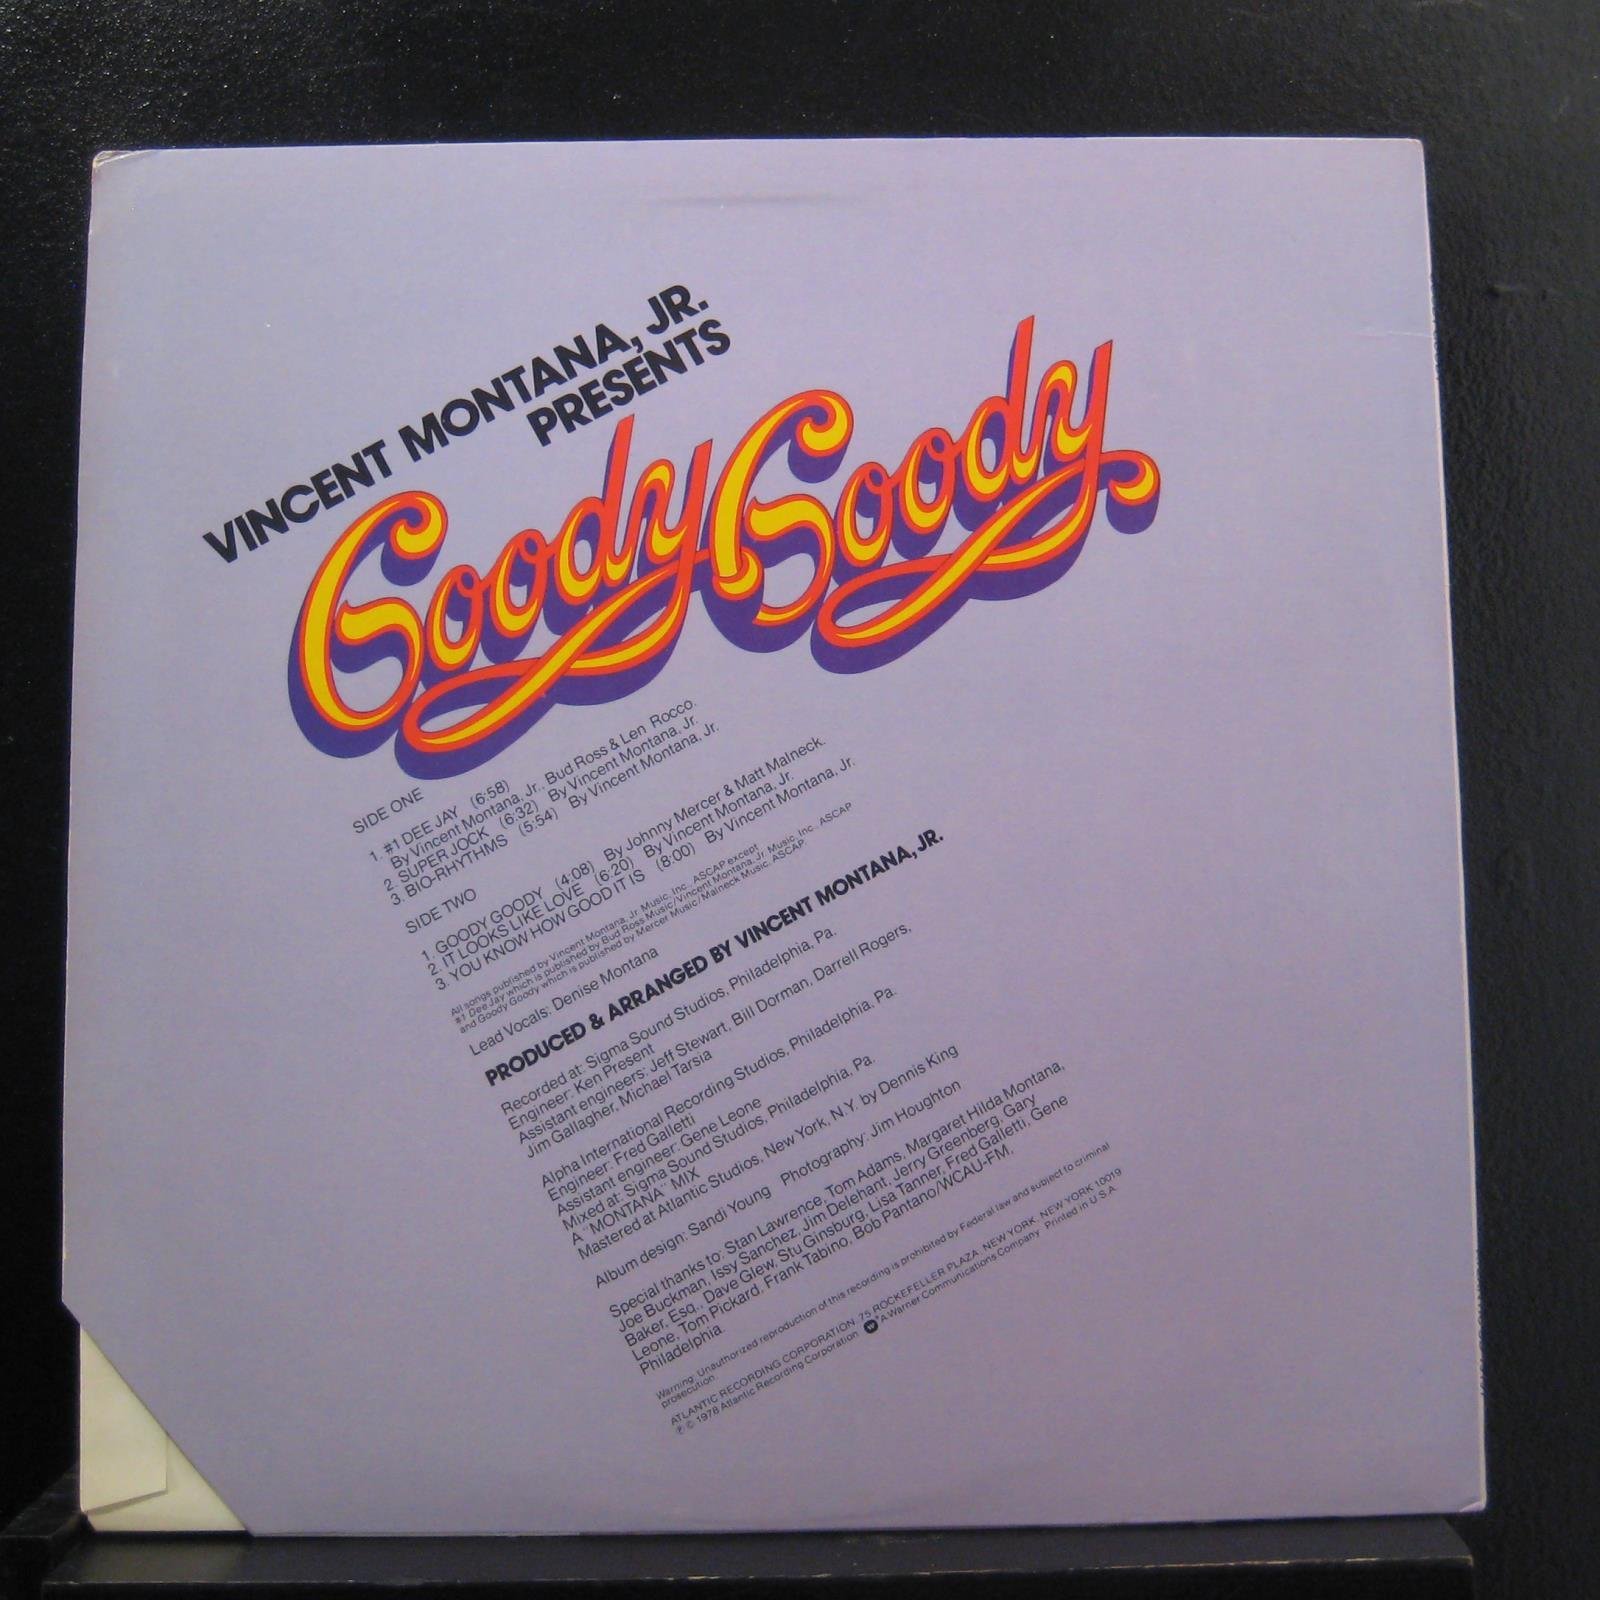 VINCENT MONTANA, JR.
PRESENTS
Goody Goody
SIDE ONE
1. #1 DEE JAY (6:58)
By Vincent Montana, Jr., Bud Ross & Len Rocco.
2. SUPER JOCK (6:32) By Vincent Montana, Jr.
3. BIO-RHYTHMS (5:54) By Vincent Montana, Jr.
SIDE TWO
1. GOODY GOODY (4:08) By Johnny Mercer & Matt Malneck.
2. IT LOOKS LIKE LOVE (6:20) By Vincent Montana, Jr.
3. YOU KNOW HOW GOOD IT IS (8:00) By Vincent Montana, Jr.
All songs published by Vincent Montana, Jr. Music, Inc., ASCAP except
#1 Dee Jay which is published by Bud Ross Music/Vincent Montana, Jr. Music, Inc., ASCAP
and Goody Goody which is published by Mercer Music/Malneck Music, ASCAP.
Lead Vocals: Denise Montana
PRODUCED & ARRANGED BY VINCENT MONTANA, JR.
Recorded at: Sigma Sound Studios, Philadelphia, Pa.
Engineer: Ken Present
Assistant engineers: Jeff Stewart, Bill Dorman, Darrell Rogers,
Jim Gallagher, Michael Tarsia
Alpha International Recording Studios, Philadelphia, Pa.
Engineer: Fred Galletti
Assistant engineer: Gene Leone
Mixed at: Sigma Sound Studios, Philadelphia, Pa.
A "MONTANA" MIX
Mastered at Atlantic Studios, New York, N.Y. by Dennis King
Album design: Sandi Young Photography: Jim Houghton
Special thanks to: Stan Lawrence, Tom Adams, Margaret Hilda Montana,
Joe Buckman, Issy Sanchez, Jim Delehant, Jerry Greenberg, Gary
Baker, Esq., Dave Glew, Stu Ginsburg, Lisa Tanner, Fred Galletti, Gene
Leone, Tom Pickard, Frank Tabino, Bob Pantano/WCAU-FM,
Philadelphia.
Warning: Unauthorized reproduction of this recording is prohibited by Federal law and subject to criminal
prosecution.
ATLANTIC RECORDING CORPORATION, 75 ROCKEFELLER PLAZA, NEW YORK, NEW YORK 10019
℗ © 1978 Atlantic Recording Corporation A Warner Communications Company Printed in U.S.A.